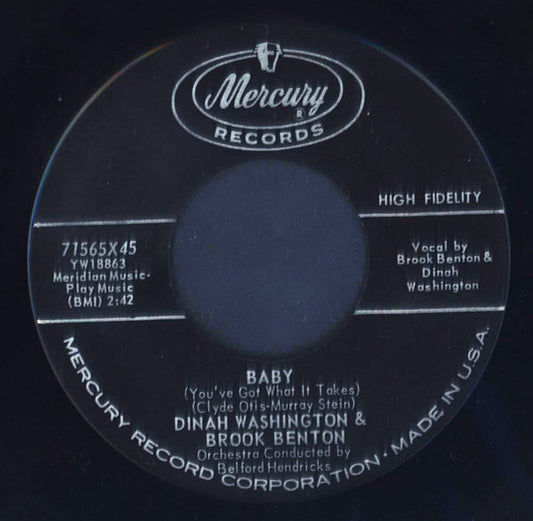 Mercury
®
RECORDS
HIGH FIDELITY
71565X45
YW18863
Meridian Music-
Play Music
(BMI) 2:42
Vocal by
Brook Benton &
Dinah
Washington
BABY
(You've Got What It Takes)
(Clyde Otis-Murray Stein)
DINAH WASHINGTON &
BROOK BENTON
Orchestra Conducted by
Belford Hendricks
MERCURY RECORD CORPORATION • MADE IN U.S.A.